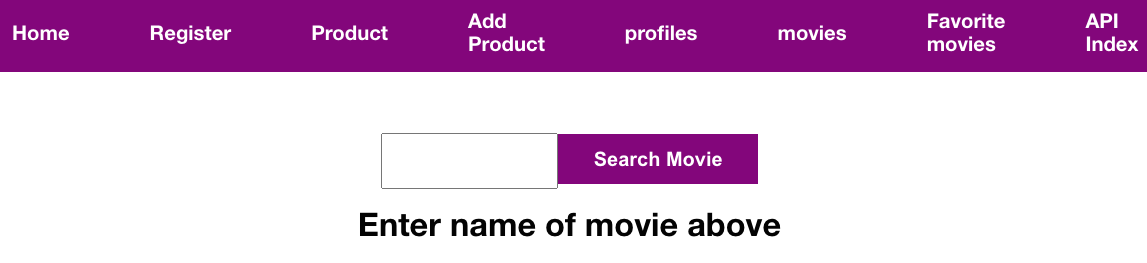 Home
Register
Product
Add
Product
profiles
movies
Favorite
movies
API
Index
Search Movie
Enter name of movie above